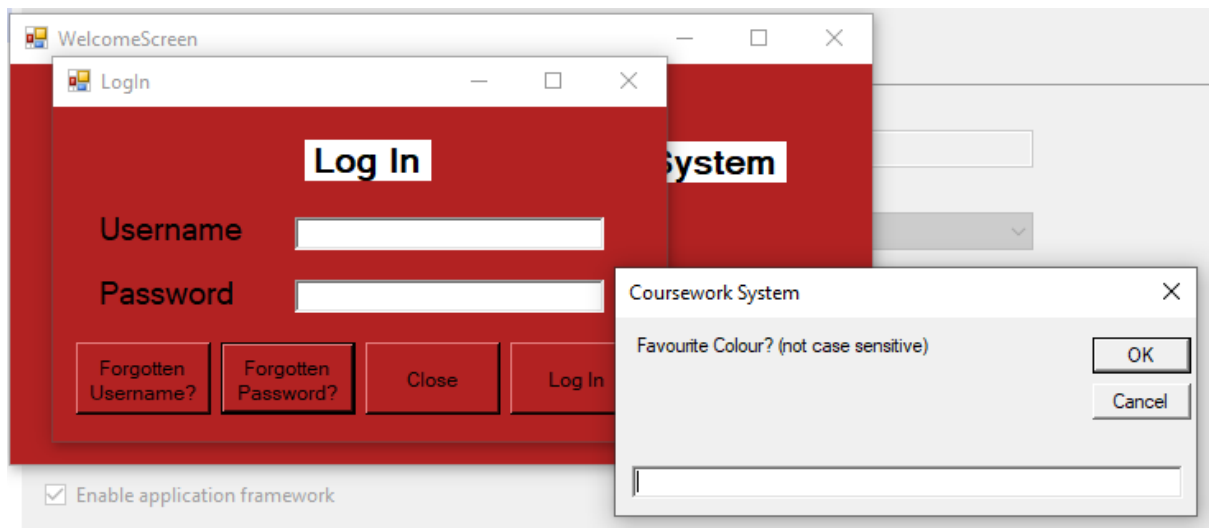 WelcomeScreen
LogIn
Log In
System
Username
Password
Forgotten
Username?
Forgotten
Password?
Close
Log In
Coursework System
Favourite Colour? (not case sensitive)
OK
Cancel
Enable application framework